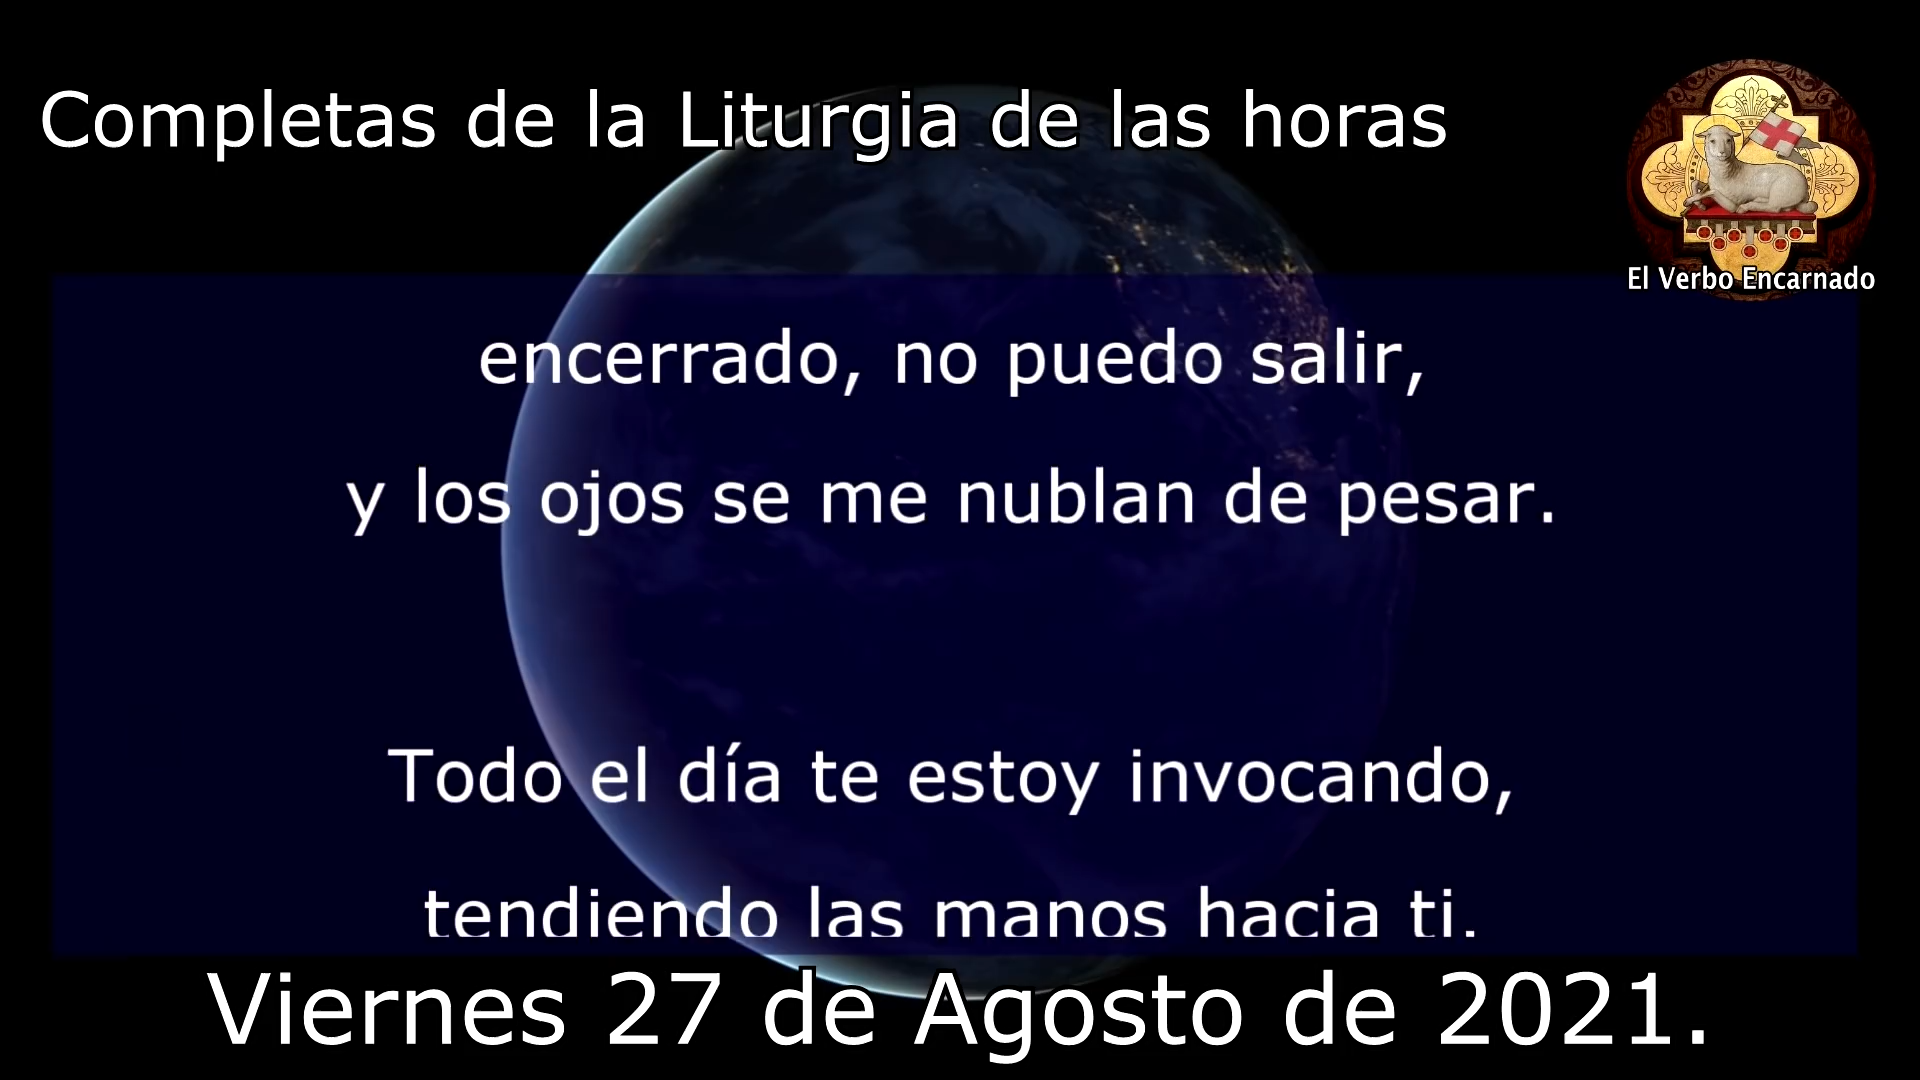 Completas de la Liturgia de las horas
El Verbo Encarnado
encerrado, no puedo salir,
y los ojos se me nublan de pesar.
Todo el día te estoy invocando,
tendiendo las manos hacia ti.
Viernes 27 de Agosto de 2021.